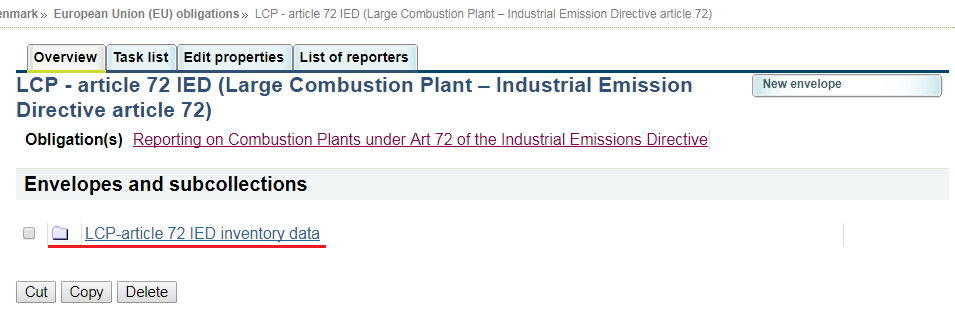 enmark » European Union (EU) obligations » LCP - article 72 IED (Large Combustion Plant – Industrial Emission Directive article 72)
Overview Task list Edit properties List of reporters
LCP - article 72 IED (Large Combustion Plant – Industrial Emission
Directive article 72)
New envelope
Obligation(s) Reporting on Combustion Plants under Art 72 of the Industrial Emissions Directive
Envelopes and subcollections
LCP-article 72 IED inventory data
Cut Copy Delete